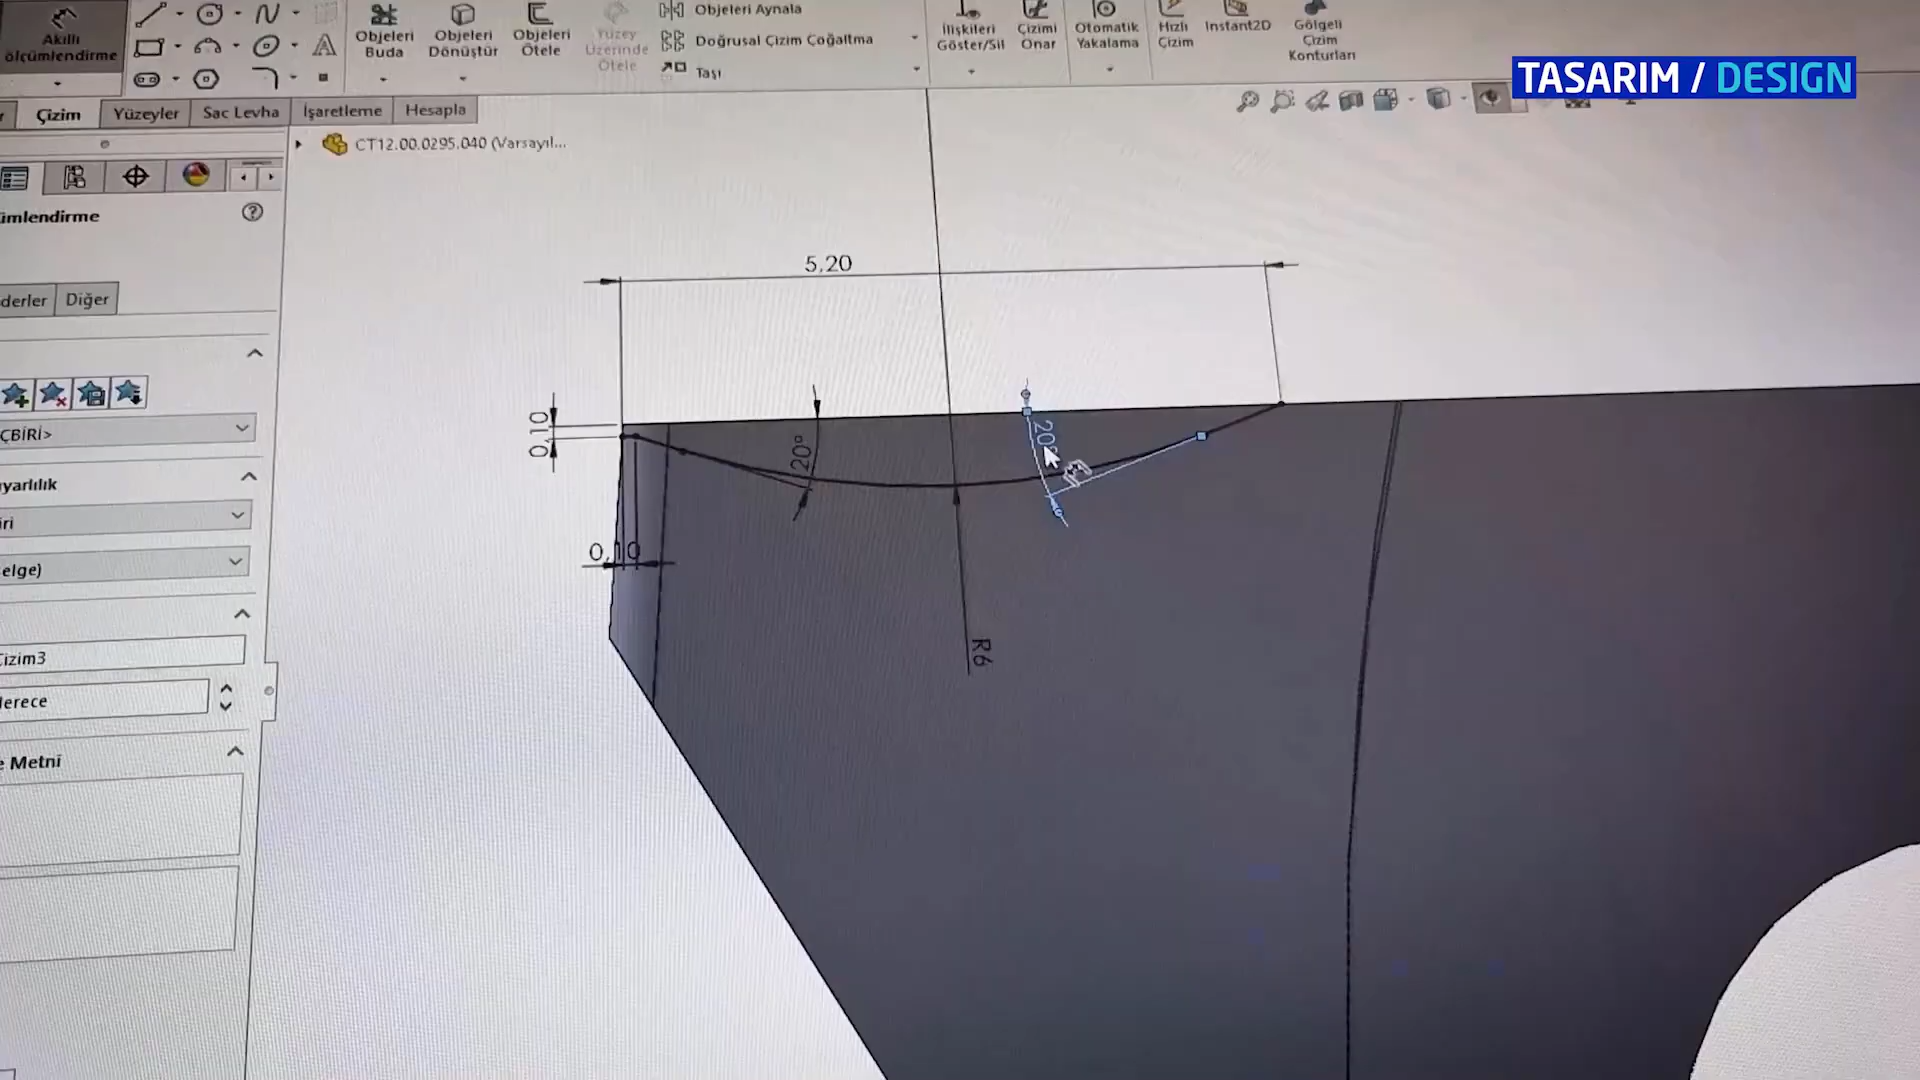 Akıllı
ölçümlendirme
Objeleri
Buda
Objeleri
Dönüştür
Objeleri
Ötele
Yüzey
Üzerinde
Ötele
Objeleri Aynala
Doğrusal Çizim Çoğaltma
Taşı
İlişkileri
Göster/Sil
Çizimi
Onar
Otomatik
Yakalama
Hızlı
Çizim
Instant2D
Gölgeli
Çizim
Konturları
TASARIM / DESIGN
Çizim
Yüzeyler
Sac Levha
İşaretleme
Hesapla
CT12.00.0295.040 (Varsayıl...
ümlendirme
derler
Diğer
ÇBİRİ>
yarlılık
iri
elge)
Çizim3
derece
e Metni
5,20
0,10
20°
20°
0,10
R6